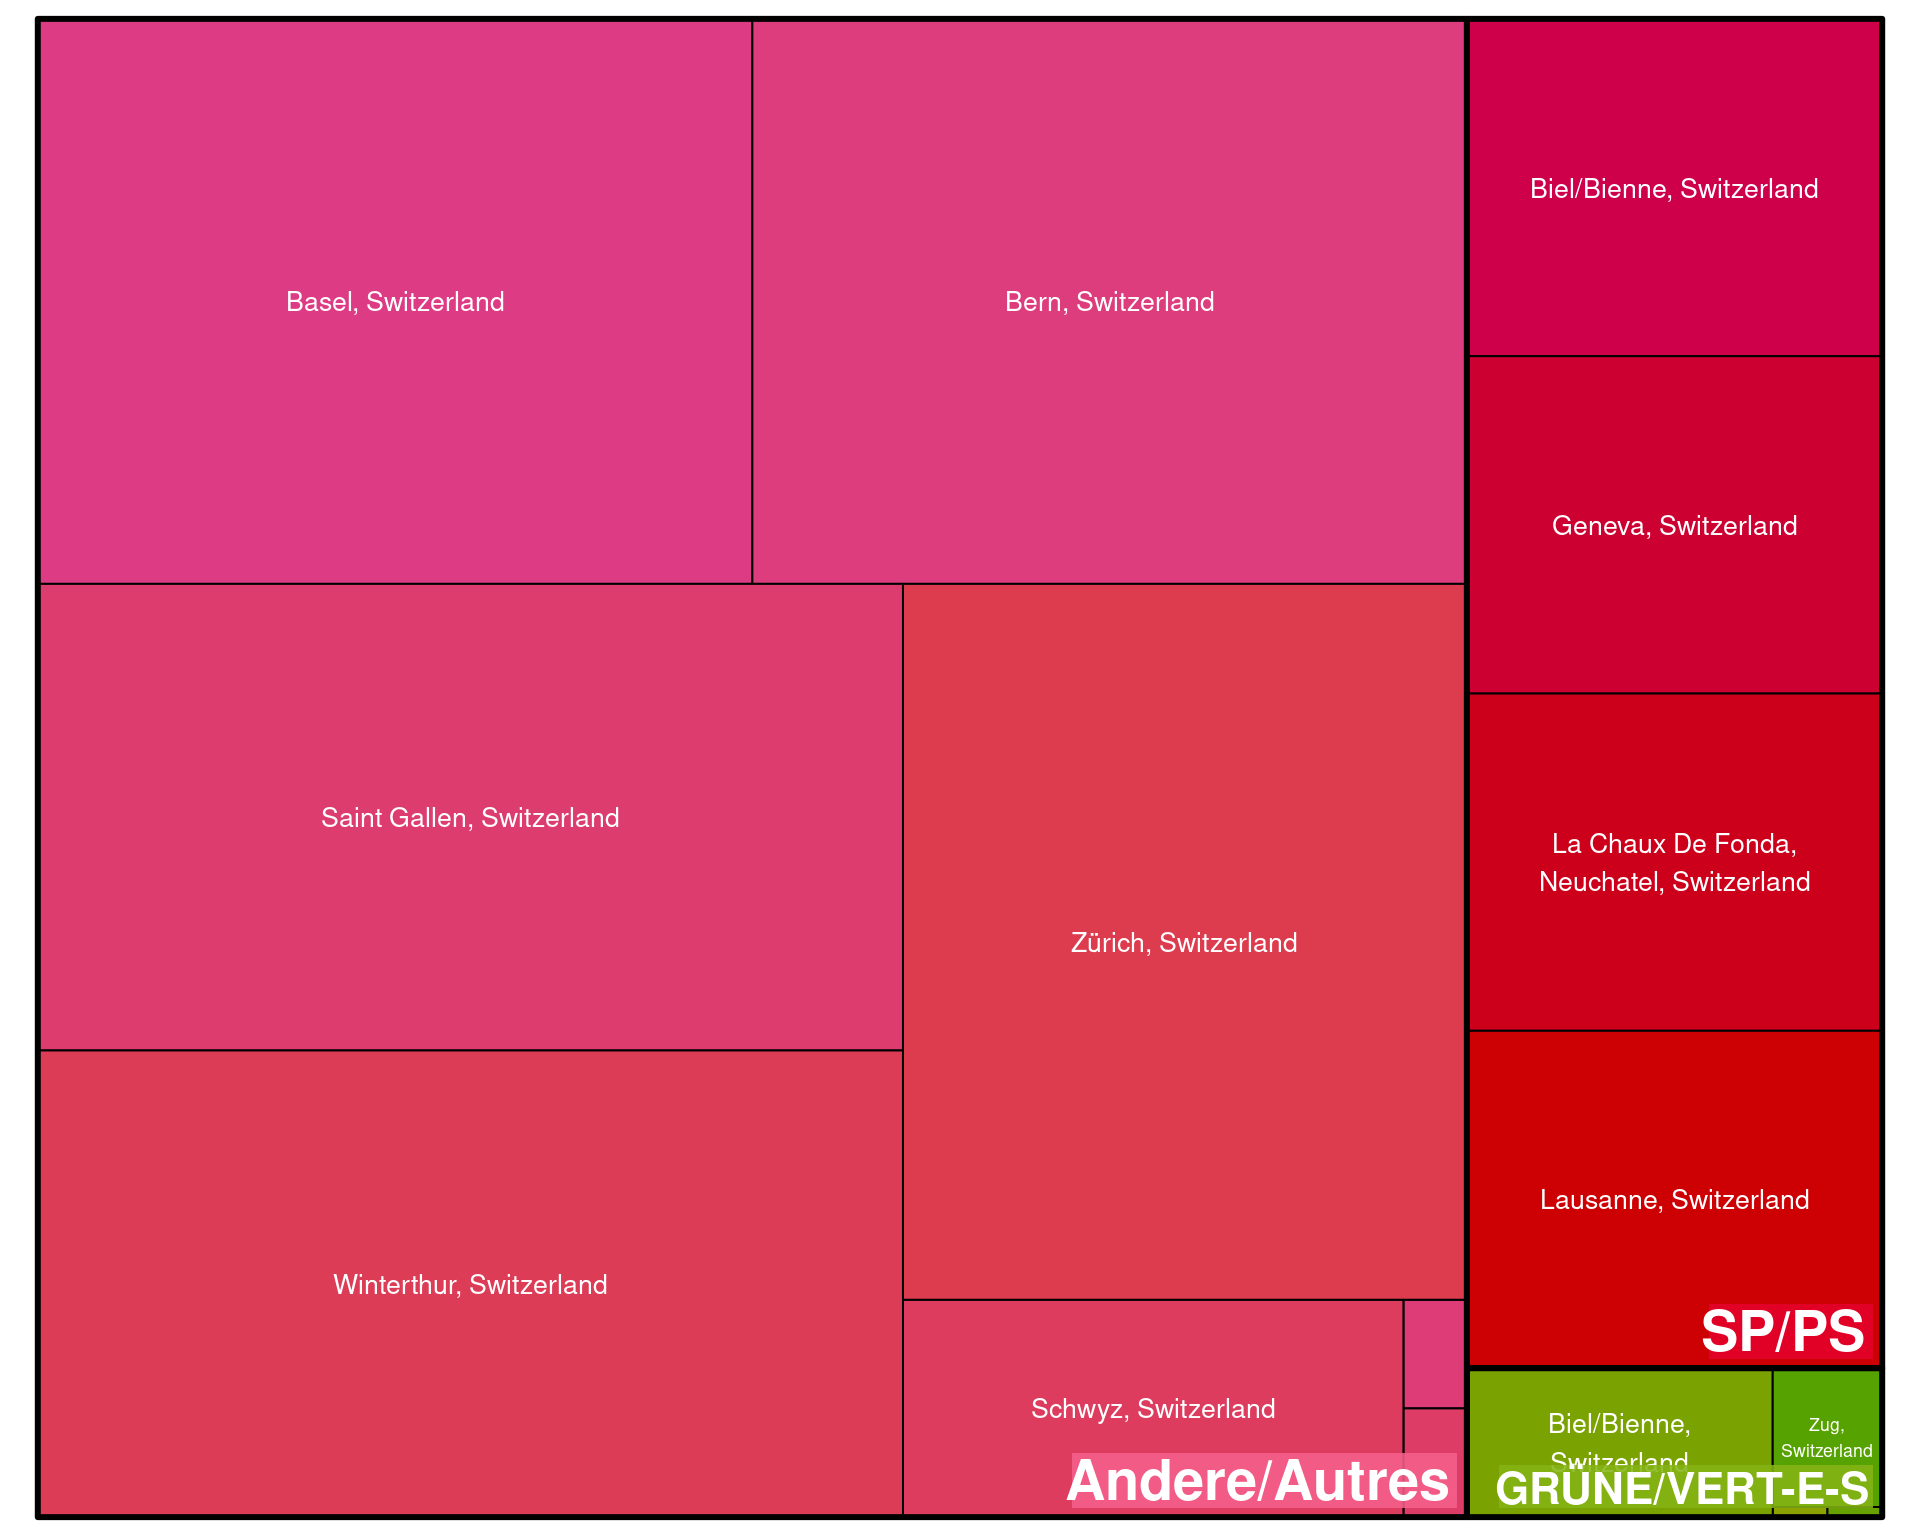 Basel, Switzerland
Bern, Switzerland
Saint Gallen, Switzerland
Zürich, Switzerland
Winterthur, Switzerland
Schwyz, Switzerland
Andere/Autres
Biel/Bienne, Switzerland
Geneva, Switzerland
La Chaux De Fonda,
Neuchatel, Switzerland
Lausanne, Switzerland
SP/PS
Biel/Bienne,
Switzerland
Zug,
Switzerland
GRÜNE/VERT-E-S